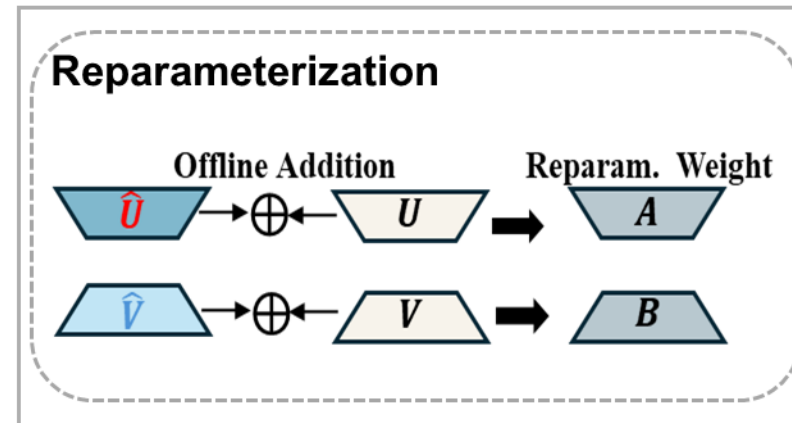 Reparameterization
Offline Addition Reparam. Weight
Û ⊕ U A
V̂ ⊕ V B